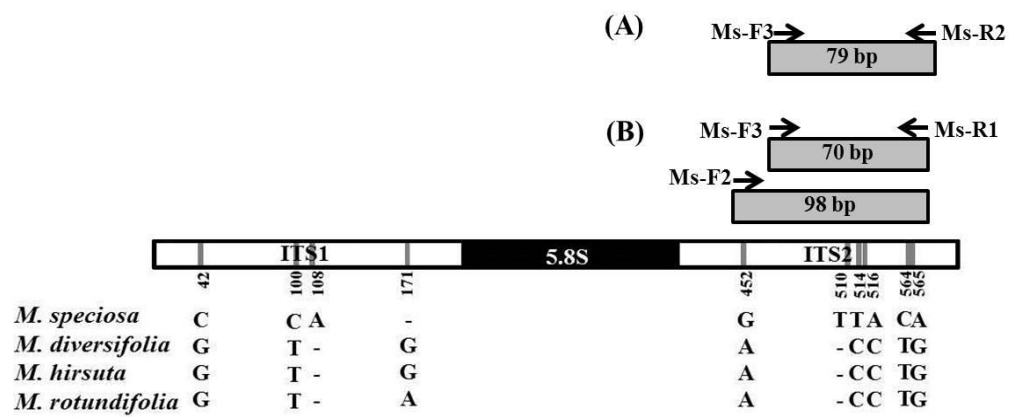 (A) Ms-F3 Ms-R2
79 bp
(B) Ms-F3 Ms-R1
70 bp
Ms-F2
98 bp
ITS1 5.8S ITS2
42 100 108 171 452 510 514 516 564 565
M. speciosa C C A - G T T A C A
M. diversifolia G T - G A - C C T G
M. hirsuta G T - G A - C C T G
M. rotundifolia G T - A A - C C T G